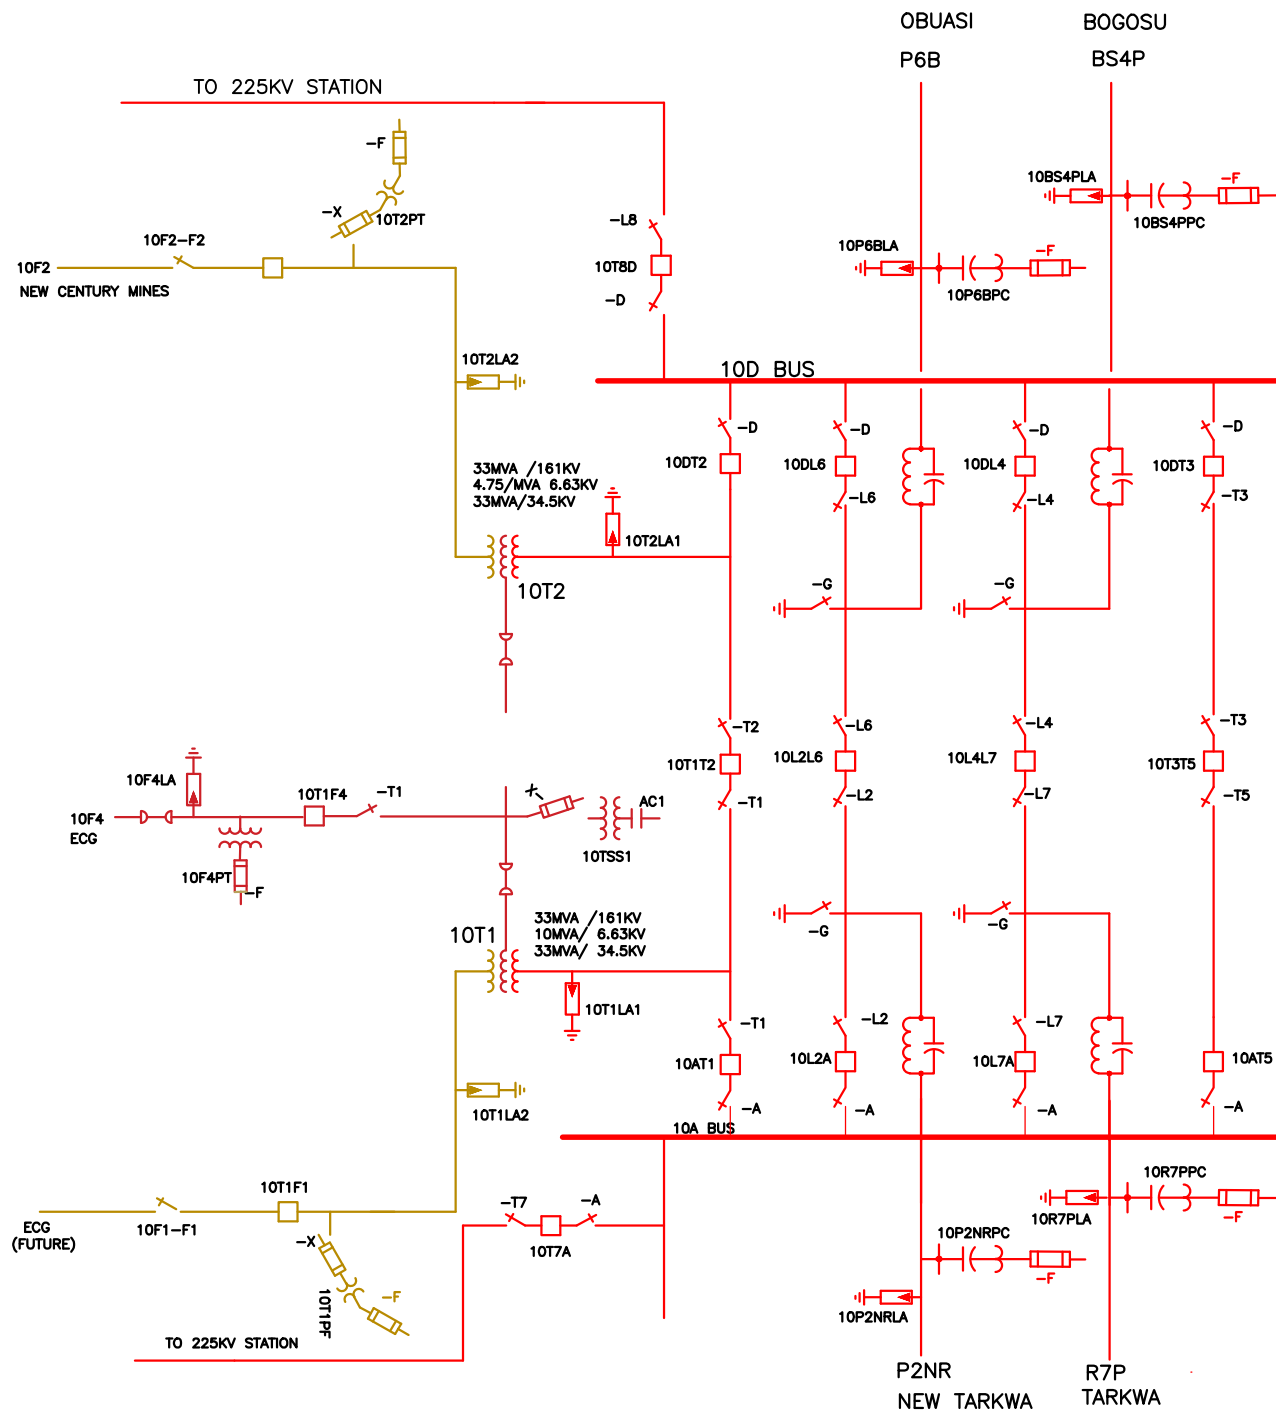 OBUASI
BOGOSU
P6B
BS4P
TO 225KV STATION
-F
10BS4PLA
-F
-X
10T2PT
-L8
10BS4PPC
10F2-F2
10P6BLA
-F
10F2
10T8D
NEW CENTURY MINES
-D
10P6BPC
10T2LA2
10D BUS
-D
-D
-D
-D
33MVA /161KV
4.75/MVA 6.63KV
33MVA/34.5KV
10DT2
10DL6
10DL4
10DT3
-L6
-L4
-T3
10T2LA1
10T2
-G
-G
-T2
-L6
-L4
-T3
10T1T2
10L2L6
10L4L7
10T3T5
10F4LA
10T1F4
-T1
X-
AC1
-T1
-L2
-L7
-T5
10F4
ECG
10TSS1
10F4PT
-F
33MVA /161KV
10MVA/ 6.63KV
33MVA/ 34.5KV
10T1
-G
-G
10T1LA1
-T1
-L2
-L7
10AT1
10L2A
10L7A
10AT5
10T1LA2
-A
-A
-A
-A
10A BUS
10T1F1
10R7PPC
-T7
-A
10R7PLA
-F
ECG
(FUTURE)
10F1-F1
-X
10T7A
10P2NRPC
-F
10T1PF
-F
10P2NRLA
TO 225KV STATION
P2NR
R7P
NEW TARKWA
TARKWA